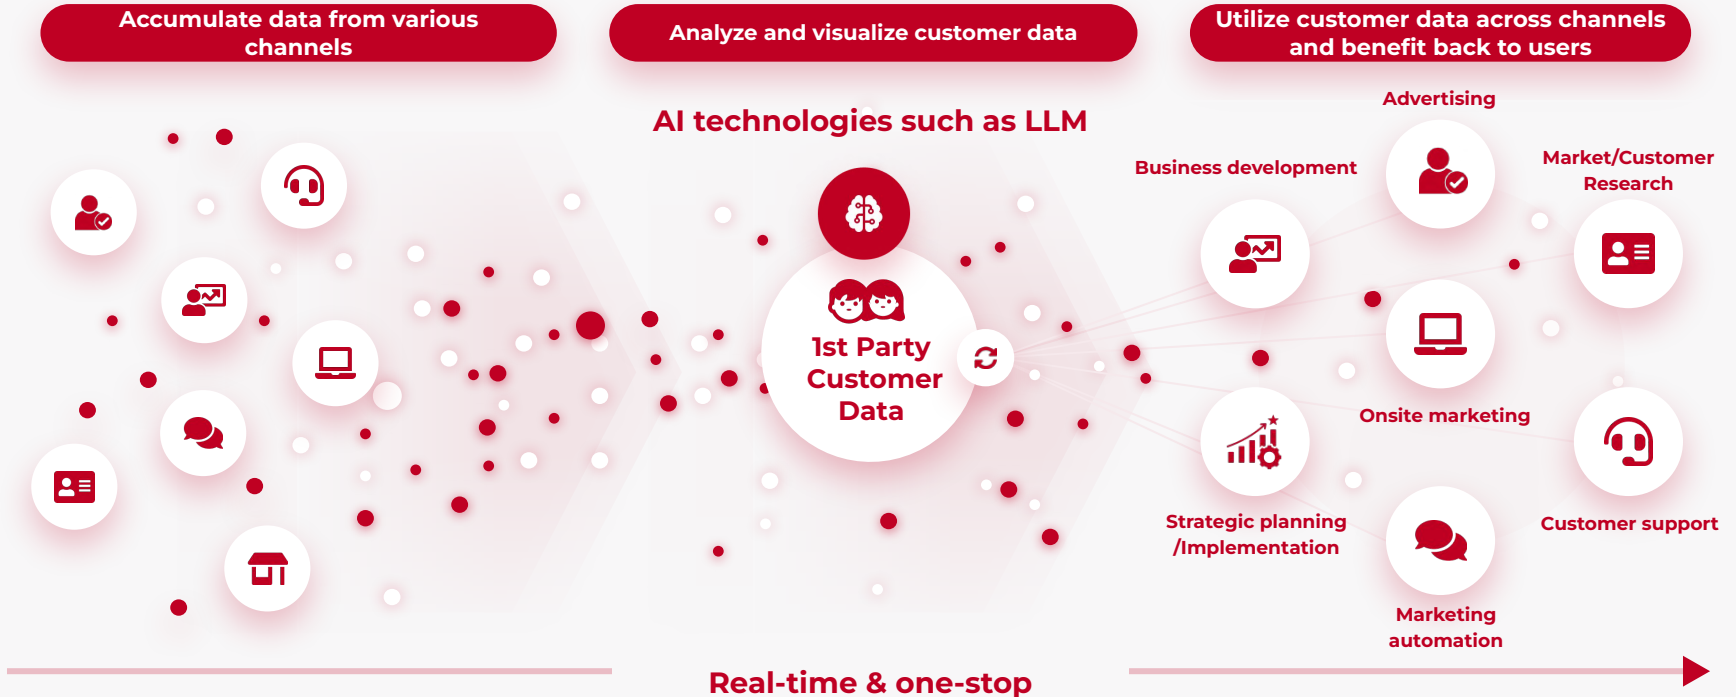 Accumulate data from various
channels
Analyze and visualize customer data
Utilize customer data across channels
and benefit back to users
AI technologies such as LLM
1st Party
Customer
Data
Advertising
Business development
Market/Customer
Research
Onsite marketing
Strategic planning
/Implementation
Customer support
Marketing
automation
Real-time & one-stop